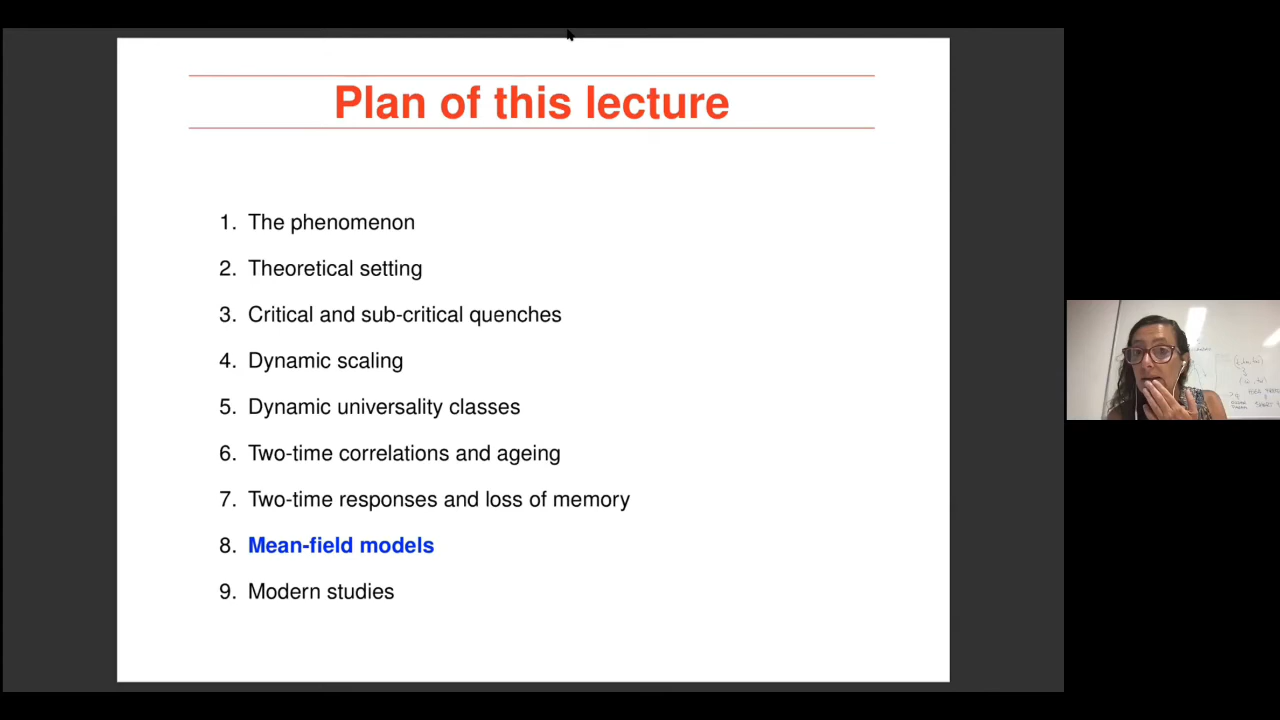 Plan of this lecture
1. The phenomenon
2. Theoretical setting
3. Critical and sub-critical quenches
4. Dynamic scaling
5. Dynamic universality classes
6. Two-time correlations and ageing
7. Two-time responses and loss of memory
8. Mean-field models
9. Modern studies